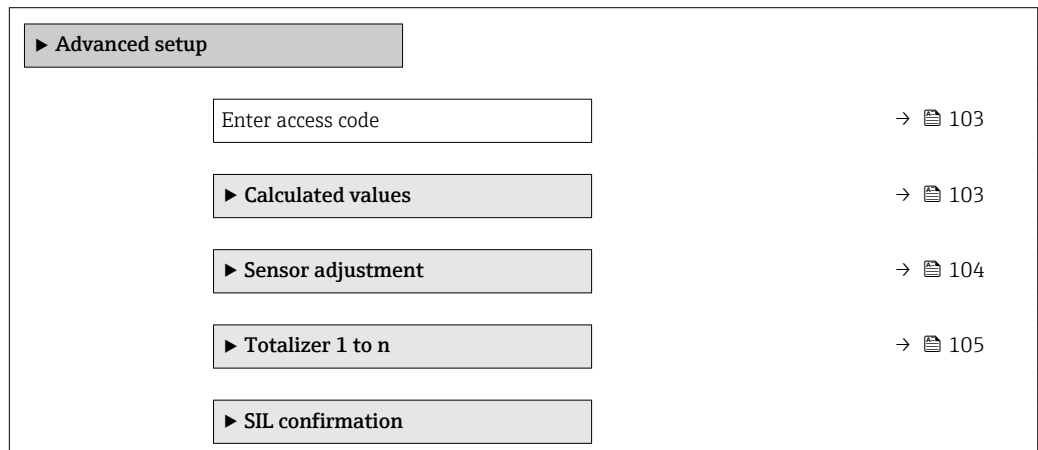 ▶ Advanced setup
Enter access code → 103
▶ Calculated values → 103
▶ Sensor adjustment → 104
▶ Totalizer 1 to n → 105
▶ SIL confirmation